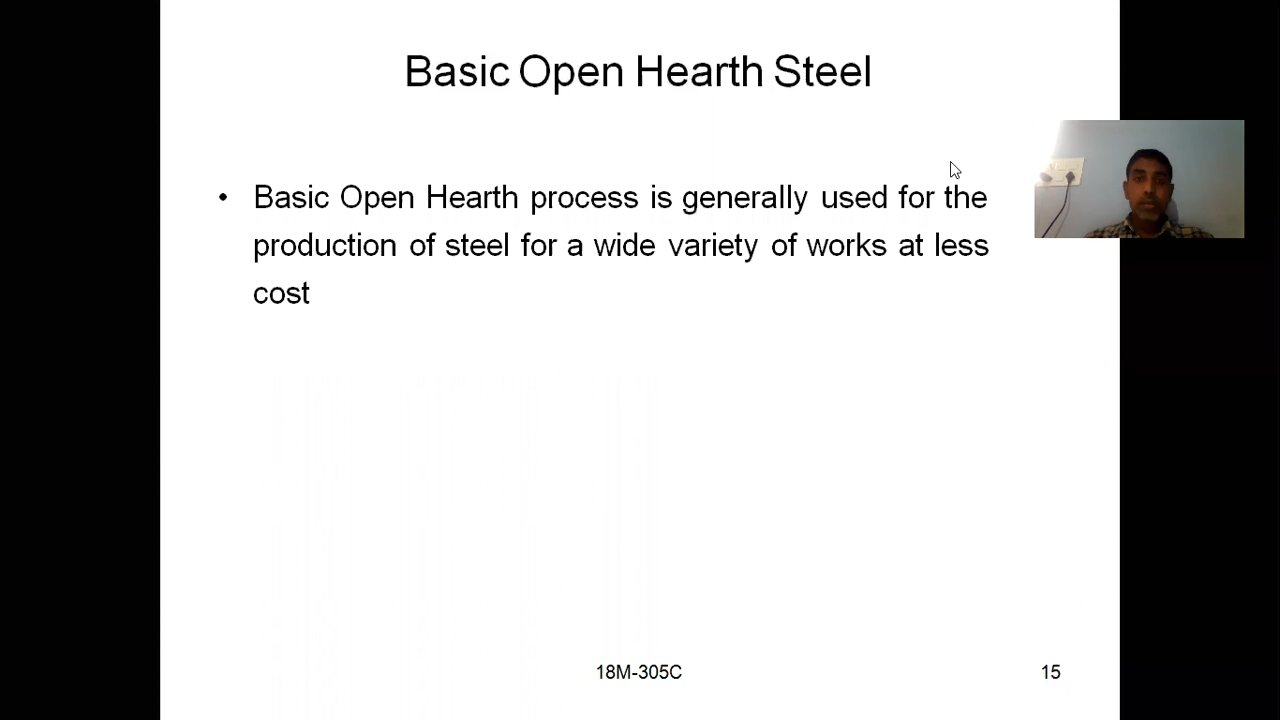 Basic Open Hearth Steel
• Basic Open Hearth process is generally used for the
production of steel for a wide variety of works at less
cost
18M-305C
15